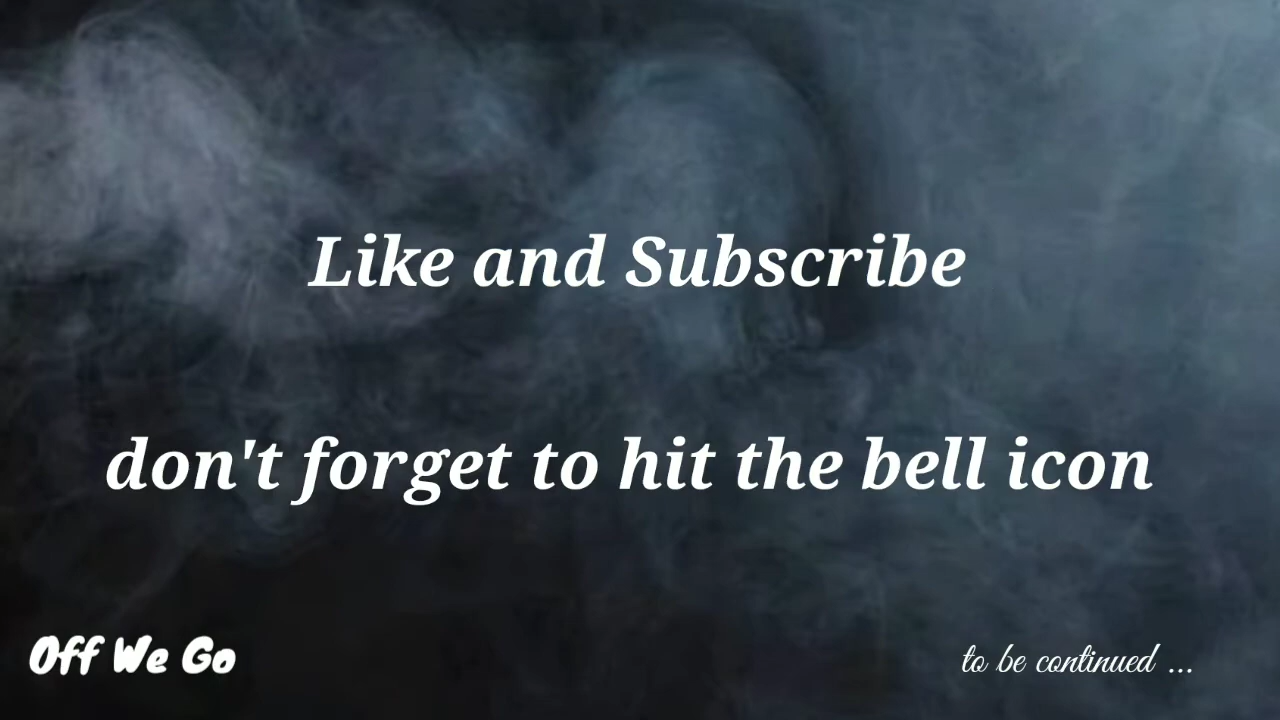 Like and Subscribe
don't forget to hit the bell icon
Off We Go
to be continued ...